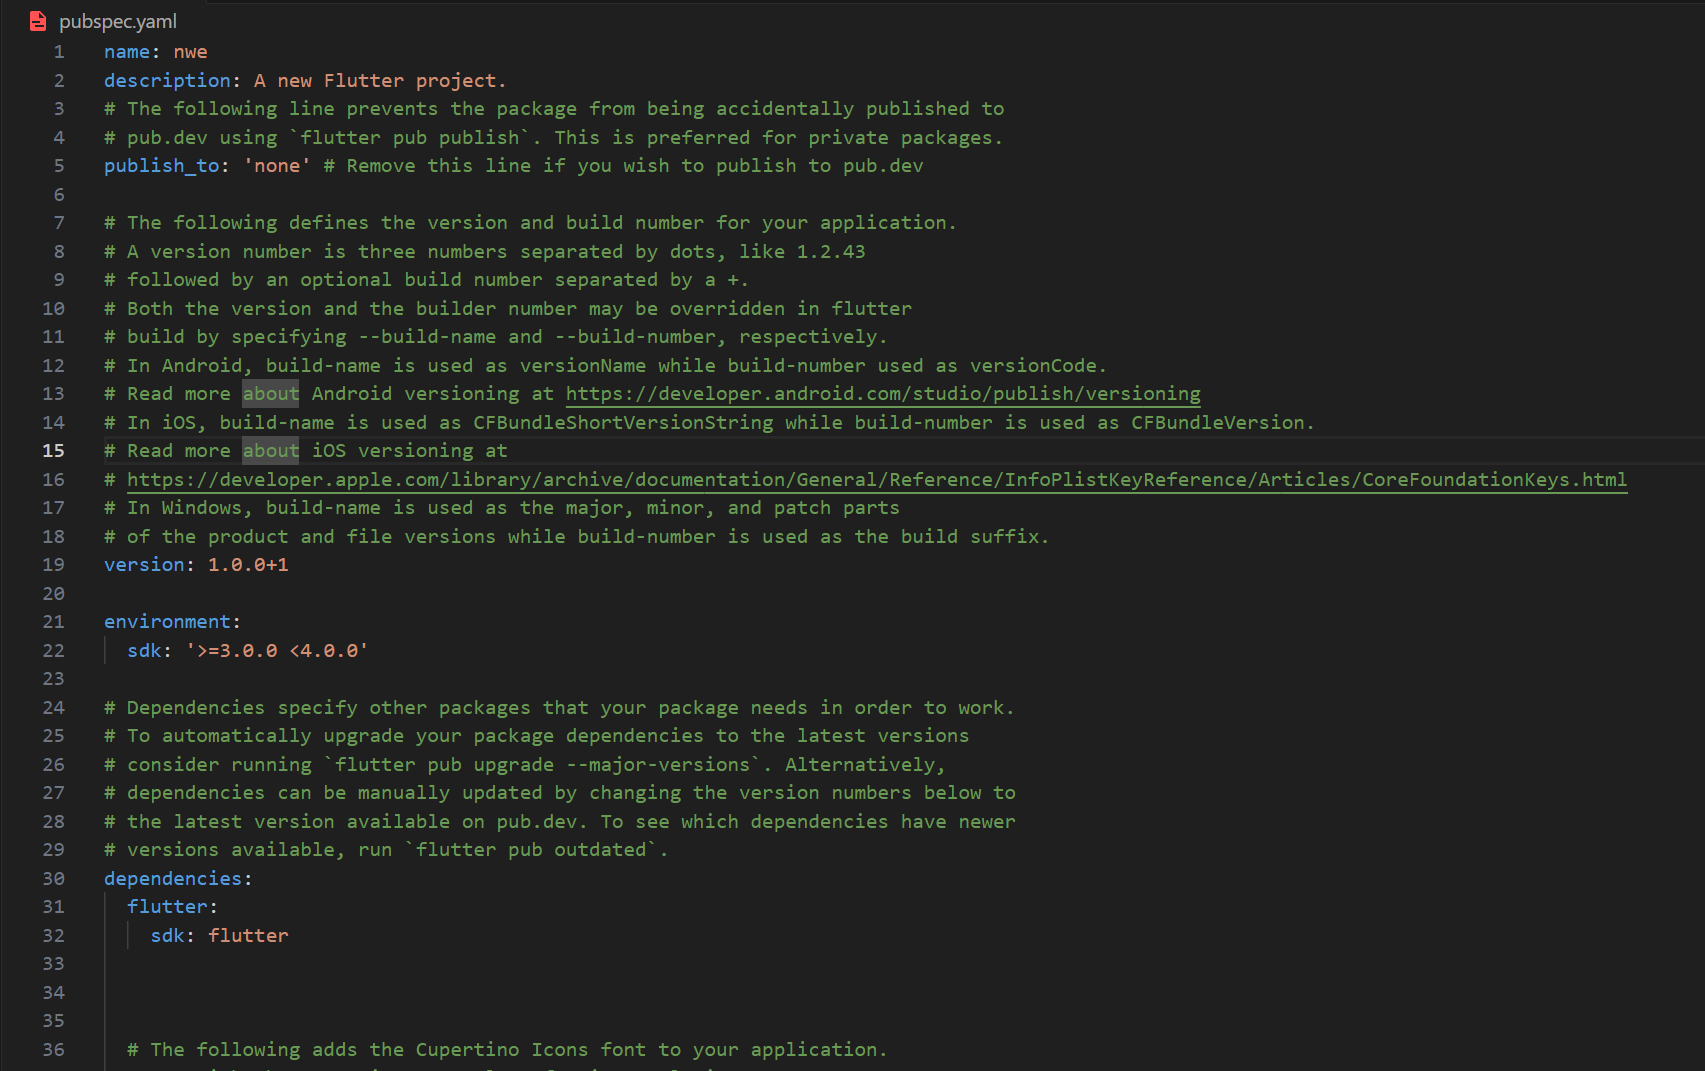 pubspec.yaml
1 name: nwe
2 description: A new Flutter project.
3 # The following line prevents the package from being accidentally published to
4 # pub.dev using `flutter pub publish`. This is preferred for private packages.
5 publish_to: 'none' # Remove this line if you wish to publish to pub.dev
6
7 # The following defines the version and build number for your application.
8 # A version number is three numbers separated by dots, like 1.2.43
9 # followed by an optional build number separated by a +.
10 # Both the version and the builder number may be overridden in flutter
11 # build by specifying --build-name and --build-number, respectively.
12 # In Android, build-name is used as versionName while build-number used as versionCode.
13 # Read more about Android versioning at https://developer.android.com/studio/publish/versioning
14 # In iOS, build-name is used as CFBundleShortVersionString while build-number is used as CFBundleVersion.
15 # Read more about iOS versioning at
16 # https://developer.apple.com/library/archive/documentation/General/Reference/InfoPlistKeyReference/Articles/CoreFoundationKeys.html
17 # In Windows, build-name is used as the major, minor, and patch parts
18 # of the product and file versions while build-number is used as the build suffix.
19 version: 1.0.0+1
20
21 environment:
22   sdk: '>=3.0.0 <4.0.0'
23
24 # Dependencies specify other packages that your package needs in order to work.
25 # To automatically upgrade your package dependencies to the latest versions
26 # consider running `flutter pub upgrade --major-versions`. Alternatively,
27 # dependencies can be manually updated by changing the version numbers below to
28 # the latest version available on pub.dev. To see which dependencies have newer
29 # versions available, run `flutter pub outdated`.
30 dependencies:
31   flutter:
32     sdk: flutter
33
34
35
36   # The following adds the Cupertino Icons font to your application.